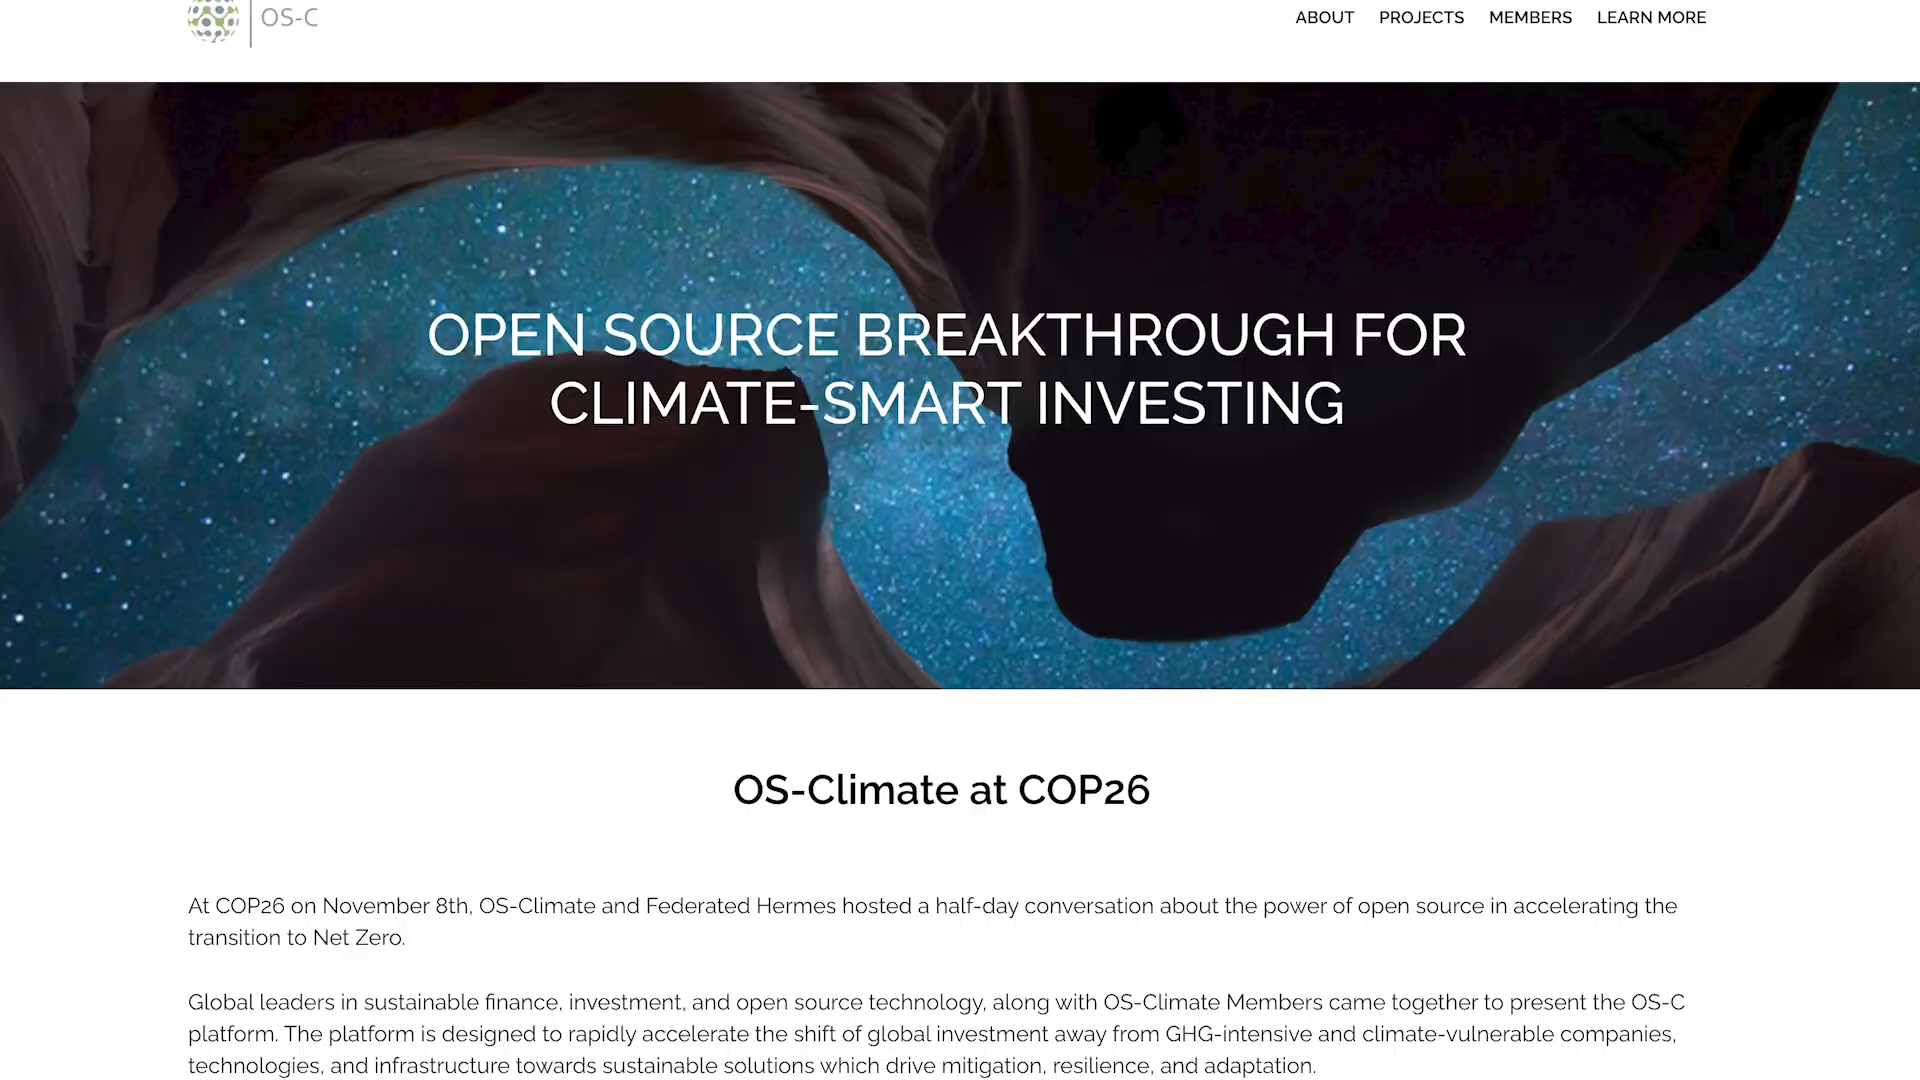 OS-C
ABOUT PROJECTS MEMBERS LEARN MORE
OPEN SOURCE BREAKTHROUGH FOR
CLIMATE-SMART INVESTING
OS-Climate at COP26
At COP26 on November 8th, OS-Climate and Federated Hermes hosted a half-day conversation about the power of open source in accelerating the
transition to Net Zero.
Global leaders in sustainable finance, investment, and open source technology, along with OS-Climate Members came together to present the OS-C
platform. The platform is designed to rapidly accelerate the shift of global investment away from GHG-intensive and climate-vulnerable companies,
technologies, and infrastructure towards sustainable solutions which drive mitigation, resilience, and adaptation.